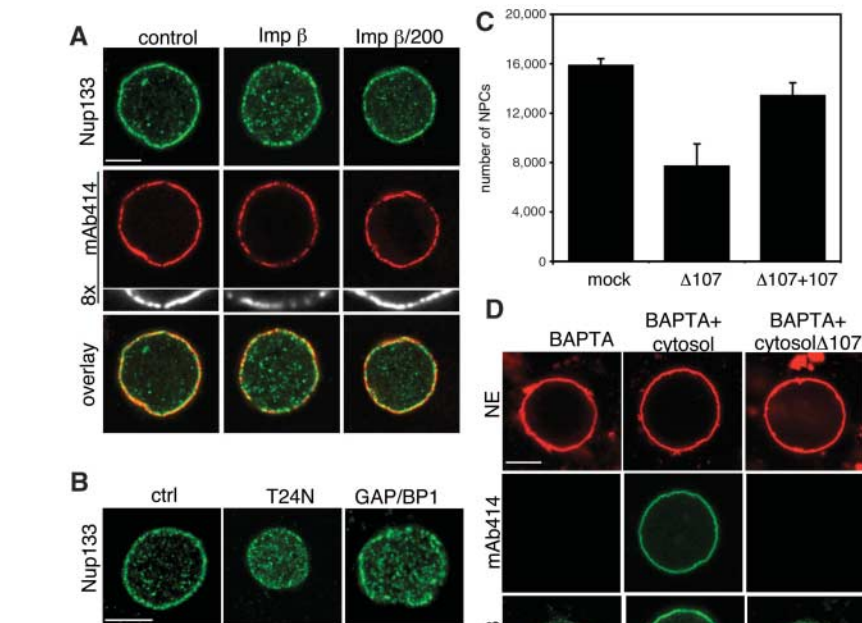 A
control
Imp β
Imp β/200
Nup133
mAb414
8x
overlay
B
ctrl
T24N
GAP/BP1
Nup133
C
20,000
16,000
12,000
8,000
4,000
0
number of NPCs
mock
Δ107
Δ107+107
D
BAPTA
BAPTA+
cytosol
BAPTA+
cytosolΔ107
NE
mAb414